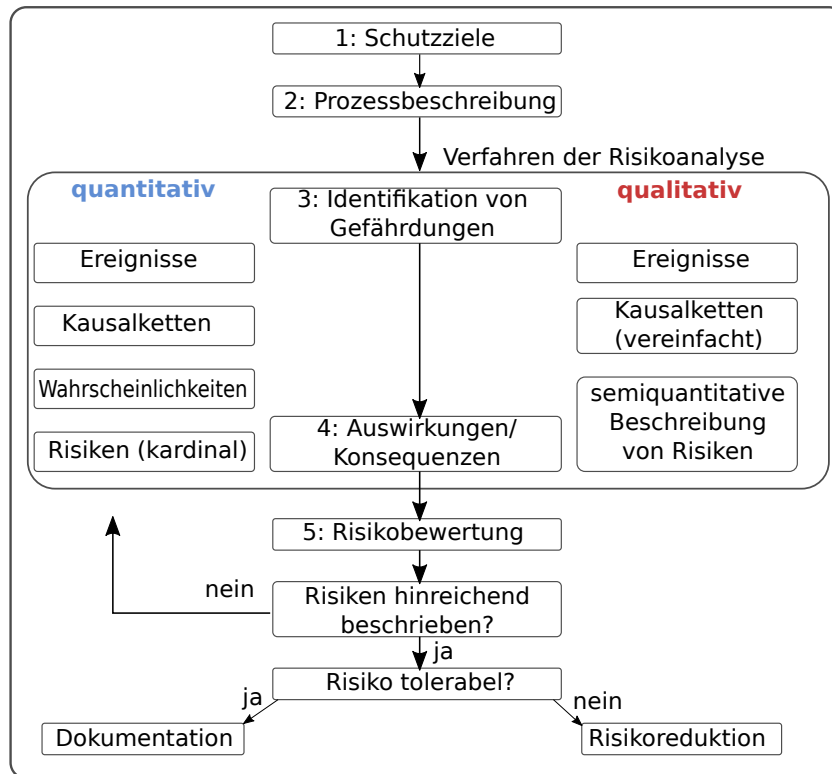 1: Schutzziele
2: Prozessbeschreibung
Verfahren der Risikoanalyse
quantitativ
3: Identifikation von
Gefährdungen
qualitativ
Ereignisse
Kausalketten
Wahrscheinlichkeiten
Risiken (kardinal)
4: Auswirkungen/
Konsequenzen
Ereignisse
Kausalketten
(vereinfacht)
semiquantitative
Beschreibung
von Risiken
5: Risikobewertung
nein
Risiken hinreichend
beschrieben?
ja
Risiko tolerabel?
ja
nein
Dokumentation
Risikoreduktion